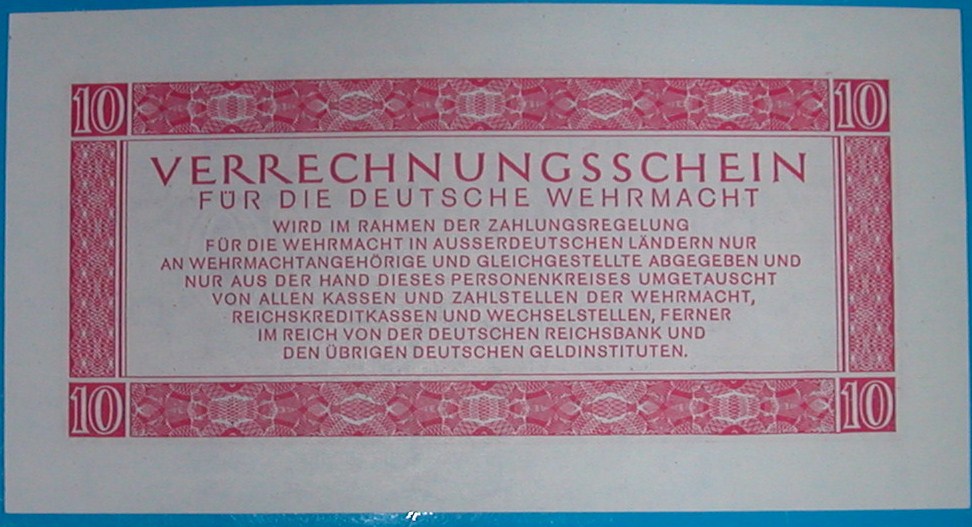 10 10
VERRECHNUNGSSCHEIN
FÜR DIE DEUTSCHE WEHRMACHT
WIRD IM RAHMEN DER ZAHLUNGSREGELUNG
FÜR DIE WEHRMACHT IN AUSSERDEUTSCHEN LÄNDERN NUR
AN WEHRMACHTANGEHÖRIGE UND GLEICHGESTELLTE ABGEGEBEN UND
NUR AUS DER HAND DIESES PERSONENKREISES UMGETAUSCHT
VON ALLEN KASSEN UND ZAHLSTELLEN DER WEHRMACHT,
REICHSKREDITKASSEN UND WECHSELSTELLEN, FERNER
IM REICH VON DER DEUTSCHEN REICHSBANK UND
DEN ÜBRIGEN DEUTSCHEN GELDINSTITUTEN.
10 10